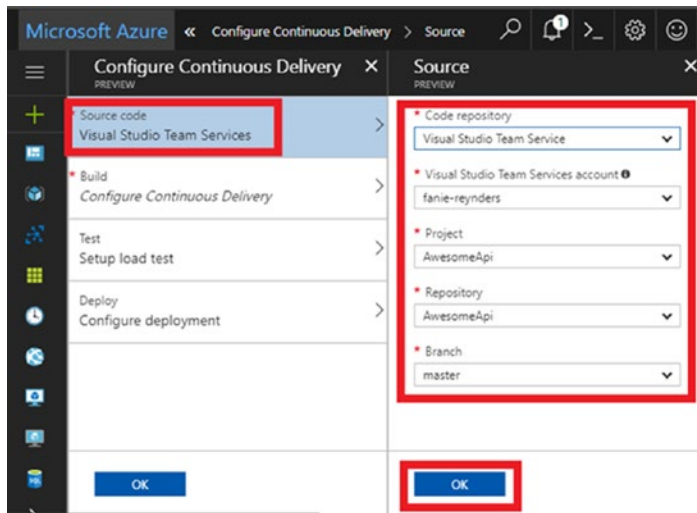 Microsoft Azure « Configure Continuous Delivery > Source
Configure Continuous Delivery
PREVIEW
* Source code
Visual Studio Team Services
* Build
Configure Continuous Delivery
Test
Setup load test
Deploy
Configure deployment
OK
Source
PREVIEW
* Code repository
Visual Studio Team Service
* Visual Studio Team Services account
fanie-reynders
* Project
AwesomeApi
* Repository
AwesomeApi
* Branch
master
OK